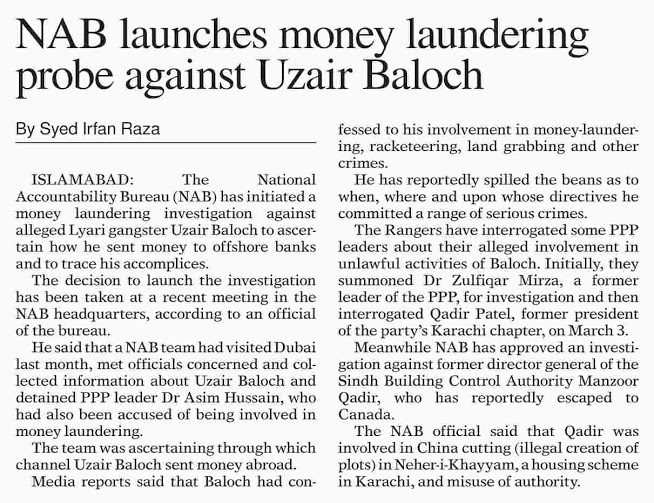 NAB launches money laundering
probe against Uzair Baloch
By Syed Irfan Raza
ISLAMABAD: The National
Accountability Bureau (NAB) has initiated a
money laundering investigation against
alleged Lyari gangster Uzair Baloch to ascer-
tain how he sent money to offshore banks
and to trace his accomplices.
The decision to launch the investigation
has been taken at a recent meeting in the
NAB headquarters, according to an official
of the bureau.
He said that a NAB team had visited Dubai
last month, met officials concerned and col-
lected information about Uzair Baloch and
detained PPP leader Dr Asim Hussain, who
had also been accused of being involved in
money laundering.
The team was ascertaining through which
channel Uzair Baloch sent money abroad.
Media reports said that Baloch had con-
fessed to his involvement in money-launder-
ing, racketeering, land grabbing and other
crimes.
He has reportedly spilled the beans as to
when, where and upon whose directives he
committed a range of serious crimes.
The Rangers have interrogated some PPP
leaders about their alleged involvement in
unlawful activities of Baloch. Initially, they
summoned Dr Zulfiqar Mirza, a former
leader of the PPP, for investigation and then
interrogated Qadir Patel, former president
of the party's Karachi chapter, on March 3.
Meanwhile NAB has approved an investi-
gation against former director general of the
Sindh Building Control Authority Manzoor
Qadir, who has reportedly escaped to
Canada.
The NAB official said that Qadir was
involved in China cutting (illegal creation of
plots) in Neher-i-Khayyam, a housing scheme
in Karachi, and misuse of authority.